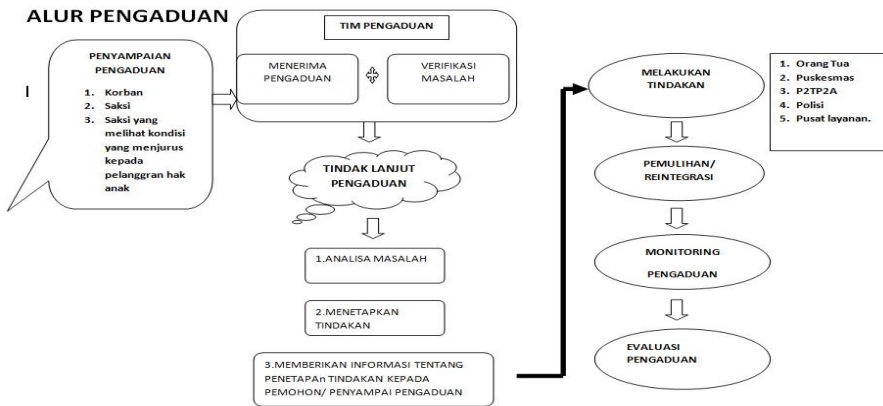 ALUR PENGADUAN
I
PENYAMPAIAN
PENGADUAN
1. Korban
2. Saksi
3. Saksi yang
melihat kondisi
yang menjurus
kepada
pelanggran hak
anak
TIM PENGADUAN
MENERIMA
PENGADUAN
VERIFIKASI
MASALAH
TINDAK LANJUT
PENGADUAN
1.ANALISA MASALAH
2.MENETAPKAN
TINDAKAN
3.MEMBERIKAN INFORMASI TENTANG
PENETAPAn TINDAKAN KEPADA
PEMOHON/ PENYAMPAI PENGADUAN
MELAKUKAN
TINDAKAN
1. Orang Tua
2. Puskesmas
3. P2TP2A
4. Polisi
5. Pusat layanan.
PEMULIHAN/
REINTEGRASI
MONITORING
PENGADUAN
EVALUASI
PENGADUAN